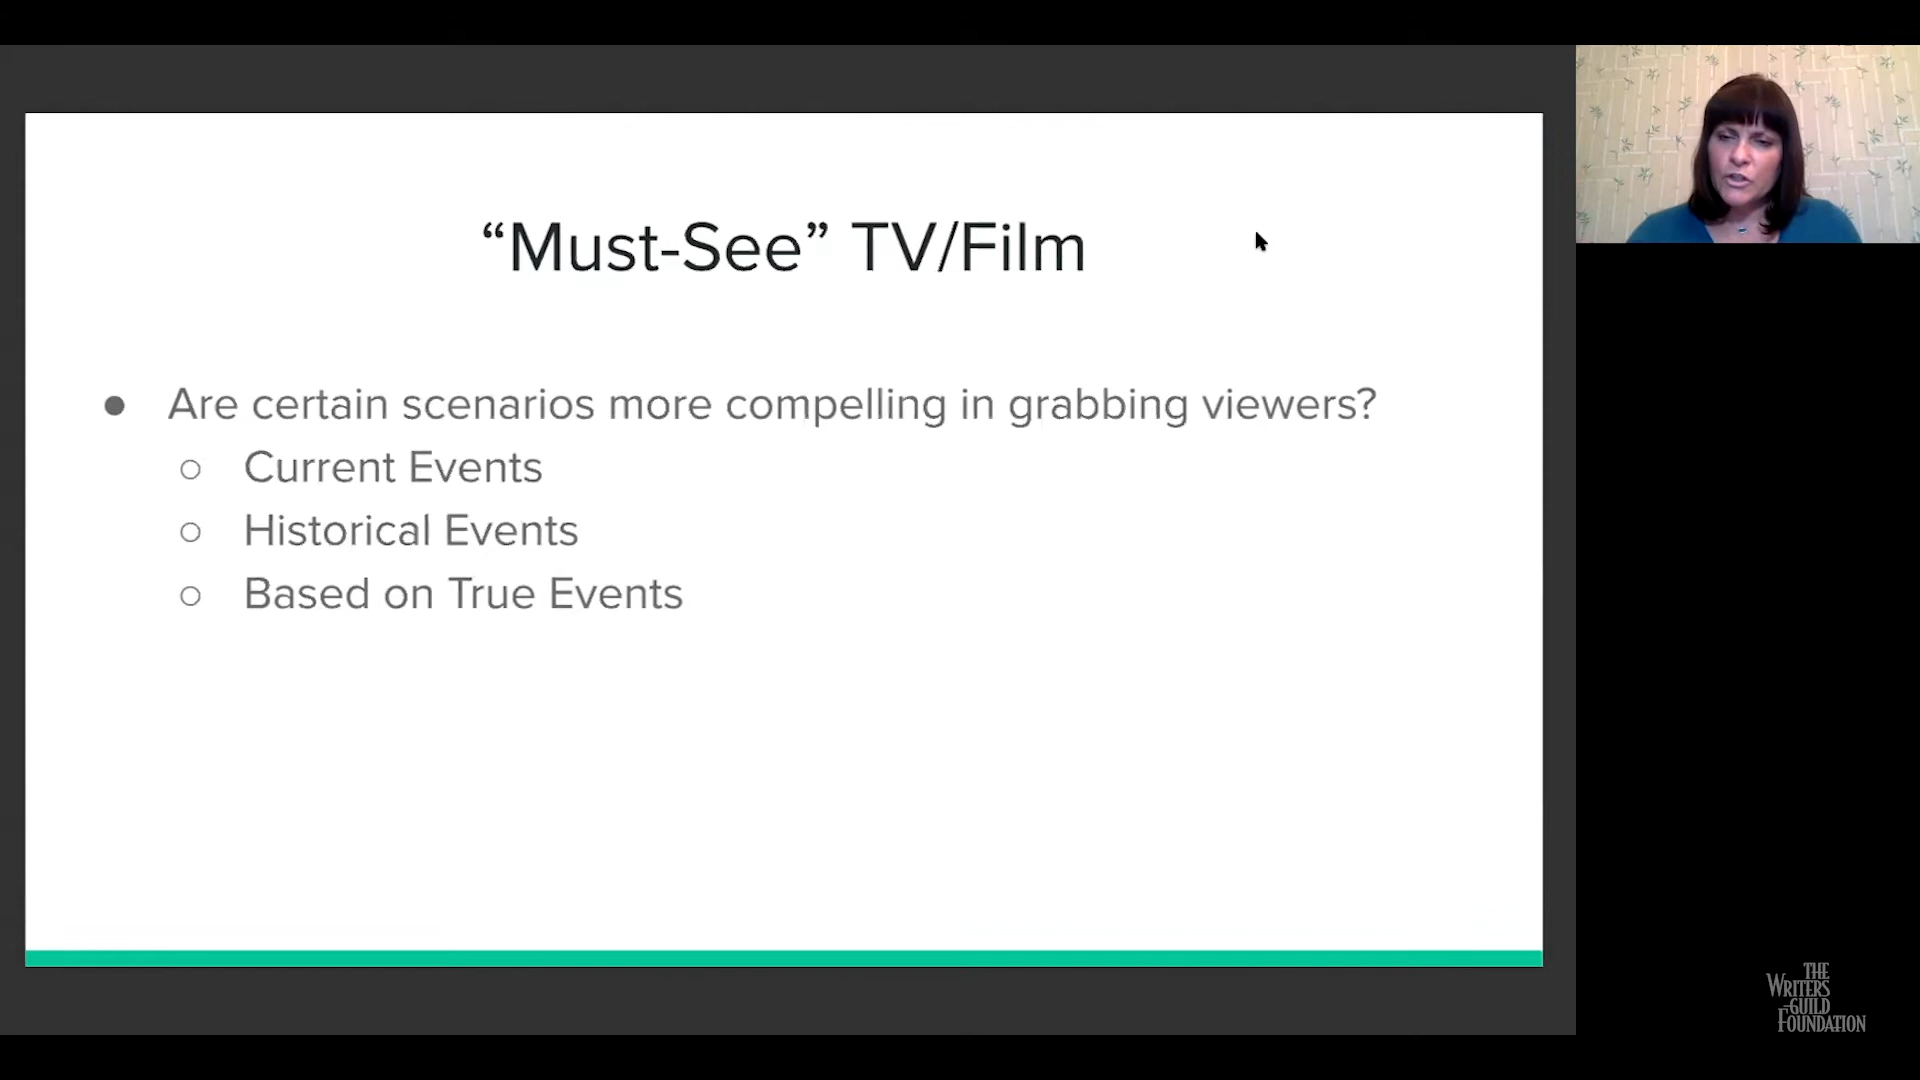 “Must-See” TV/Film
● Are certain scenarios more compelling in grabbing viewers?
○ Current Events
○ Historical Events
○ Based on True Events
THE
WRITERS
GUILD
FOUNDATION